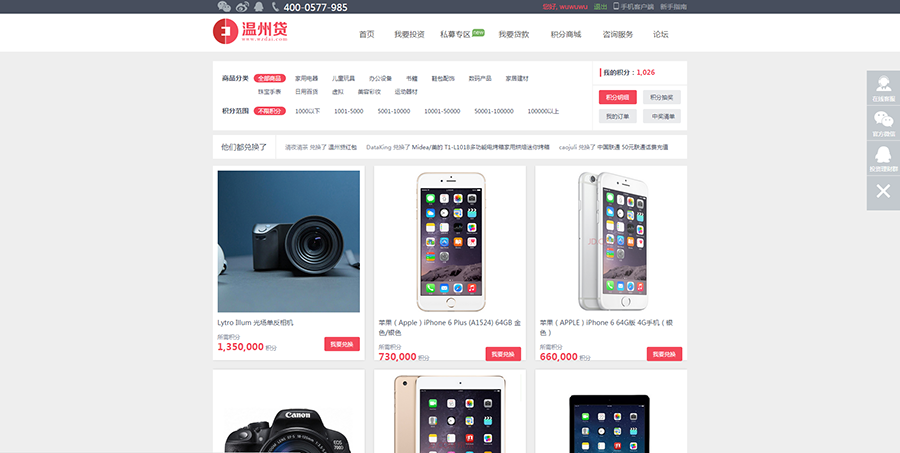 400-0577-985 您好, wuwuwu 退出 手机客户端 新手指南
温州贷 首页 我要投资 私募专区 new 我要贷款 积分商城 咨询服务 论坛
www.wzdai.com
商品分类 全部商品 家用电器 儿童玩具 办公设备 书籍 鞋包配饰 数码产品 家居建材
珠宝手表 日用百货 虚拟 美容彩妆 运动器材
积分范围 不限积分 1000以下 1001-5000 5001-10000 10001-50000 50001-100000 100000以上
我的积分：1,026
积分明细 积分抽奖
我的订单 中奖清单
在线客服
官方微信
他们都兑换了 清夜清茶 兑换了 温州贷红包 DataKing 兑换了 Midea/美的 T1-L101B多功能电烤箱家用烘焙迷你烤箱 caojuli 兑换了 中国联通 50元联通话费充值
Lytro Illum 光场单反相机
所需积分
1,350,000 积分 我要兑换
苹果（Apple）iPhone 6 Plus (A1524) 64GB 金色/银色
所需积分
730,000 积分 我要兑换
苹果（APPLE）iPhone 6 64G版 4G手机（银色）
所需积分
660,000 积分 我要兑换
Canon
EOS
700D